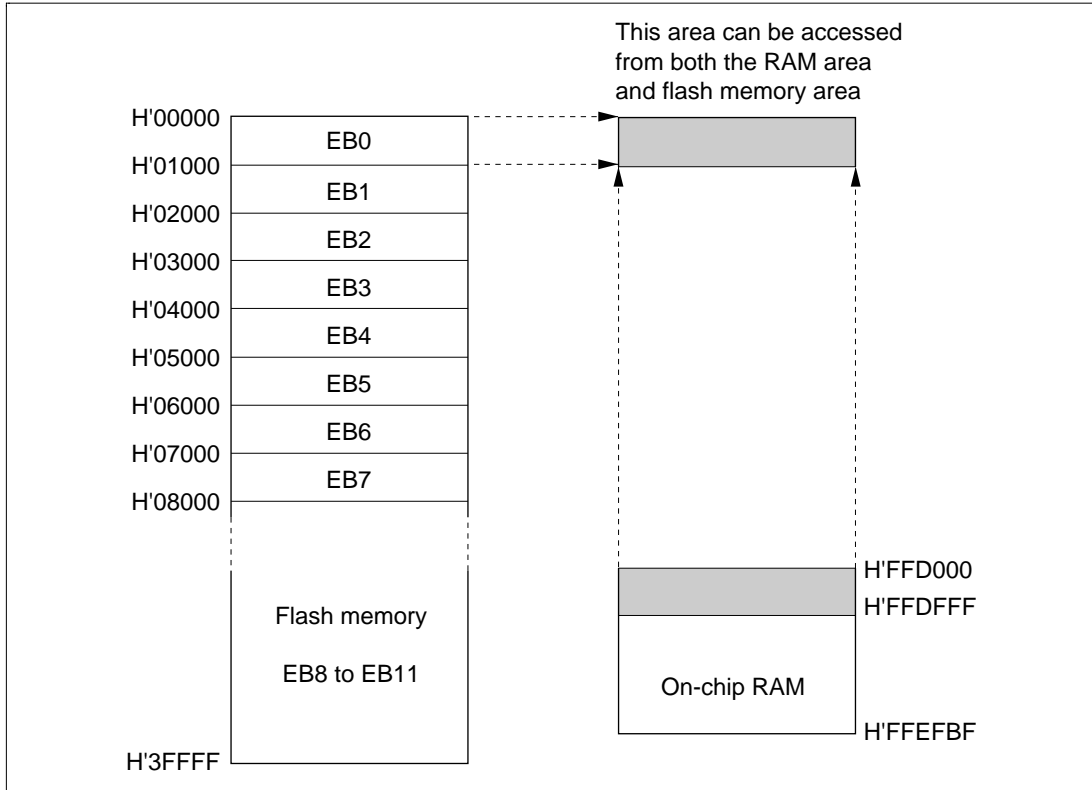 This area can be accessed
from both the RAM area
and flash memory area
H'00000
EB0
H'01000
EB1
H'02000
EB2
H'03000
EB3
H'04000
EB4
H'05000
EB5
H'06000
EB6
H'07000
EB7
H'08000
H'FFD000
H'FFDFFF
Flash memory
EB8 to EB11
On-chip RAM
H'FFEFBF
H'3FFFF